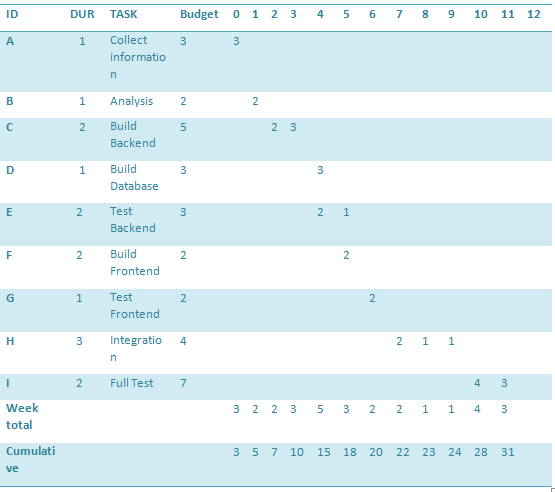 ID DUR TASK Budget 0 1 2 3 4 5 6 7 8 9 10 11 12
A 1 Collect 3 3
informatio
n
B 1 Analysis 2 2
C 2 Build 5 2 3
Backend
D 1 Build 3 3
Database
E 2 Test 3 2 1
Backend
F 2 Build 2 2
Frontend
G 1 Test 2 2
Frontend
H 3 Integratio 4 2 1 1
n
I 2 Full Test 7 4 3
Week 3 2 2 3 5 3 2 2 1 1 4 3
total
Cumulati 3 5 7 10 15 18 20 22 23 24 28 31
ve